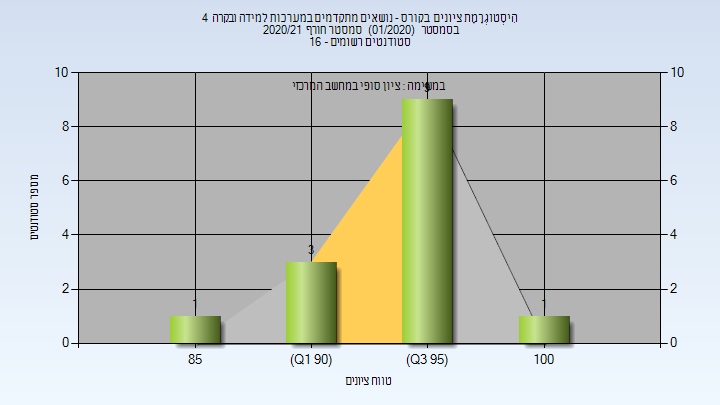 הִיסְטוֹגְרַמַת ציונים בקורס - נושאים מתקדמים במערכות למידה ובקרה 4
בסמסטר (01/2020) סמסטר חורף 2020/21
סטודנטים רשומים - 16
במשימה : ציון סופי במחשב המרכזי
10 10
8 8
6 6
4 4
2 2
0 0
1 3 9 1
85 (Q1 90) (Q3 95) 100
מספר סטודנטים
טווח ציונים